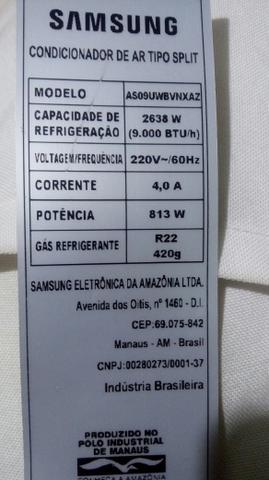 SAMSUNG
CONDICIONADOR DE AR TIPO SPLIT
MODELO AS09UWBVNXAZ
CAPACIDADE DE REFRIGERAÇÃO 2638 W (9.000 BTU/h)
VOLTAGEM/FREQUÊNCIA 220V~/60Hz
CORRENTE 4,0 A
POTÊNCIA 813 W
GÁS REFRIGERANTE R22 420g
SAMSUNG ELETRÔNICA DA AMAZÔNIA LTDA.
Avenida dos Oitis, nº 1460 - D.I.
CEP:69.075-842
Manaus - AM - Brasil
CNPJ:00280273/0001-37
Indústria Brasileira
PRODUZIDO NO
POLO INDUSTRIAL
DE MANAUS
CONHEÇA A AMAZÔNIA